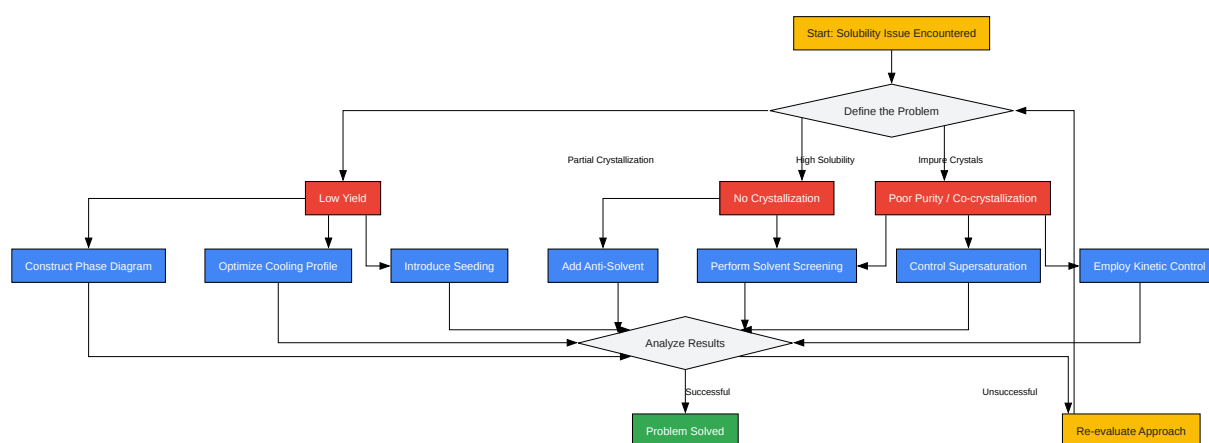 Start: Solubility Issue Encountered
Define the Problem
Partial Crystallization
High Solubility
Impure Crystals
Low Yield
No Crystallization
Poor Purity / Co-crystallization
Construct Phase Diagram
Optimize Cooling Profile
Introduce Seeding
Add Anti-Solvent
Perform Solvent Screening
Control Supersaturation
Employ Kinetic Control
Analyze Results
Successful
Unsuccessful
Problem Solved
Re-evaluate Approach